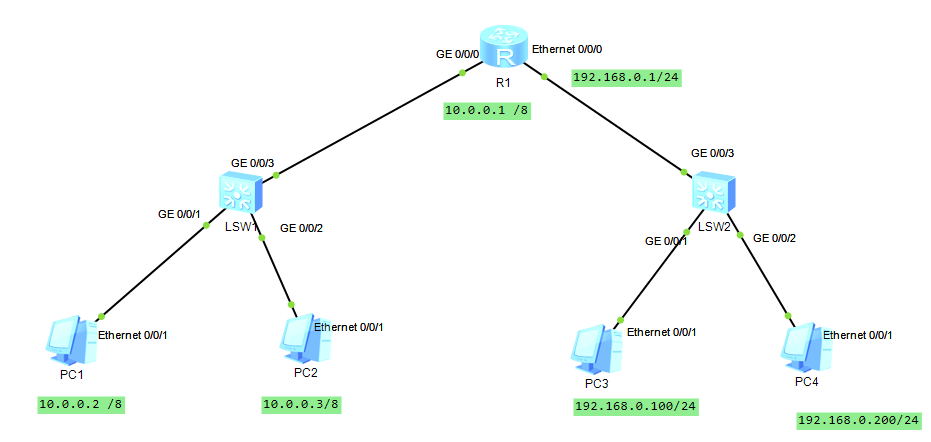 GE 0/0/0
Ethernet 0/0/0
R1
192.168.0.1/24
10.0.0.1 /8
GE 0/0/3
GE 0/0/3
GE 0/0/1
LSW1
GE 0/0/2
GE 0/0/1
LSW2
GE 0/0/2
Ethernet 0/0/1
Ethernet 0/0/1
Ethernet 0/0/1
Ethernet 0/0/1
PC1
PC2
PC3
PC4
10.0.0.2 /8
10.0.0.3/8
192.168.0.100/24
192.168.0.200/24